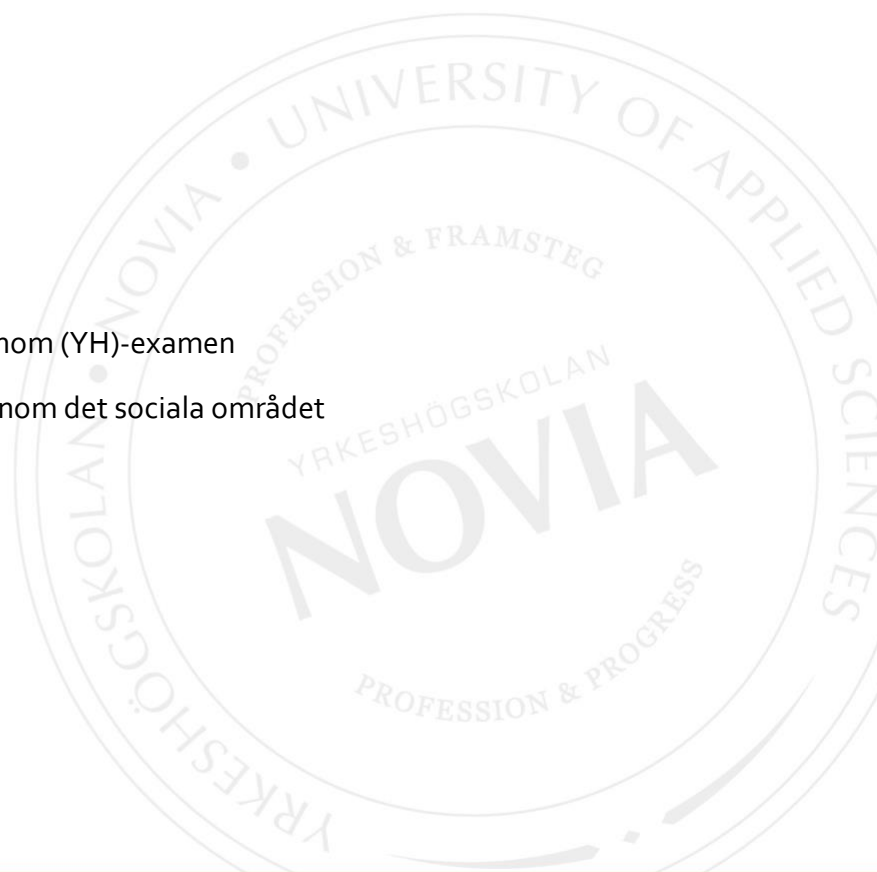 UNIVERSITY OF APPLIED SCIENCES
YRKESHÖGSKOLAN • NOVIA •
PROFESSION & FRAMSTEG
nom (YH)-examen
nom det sociala området
YRKESHÖGSKOLAN
NOVIA
PROFESSION & PROGRESS